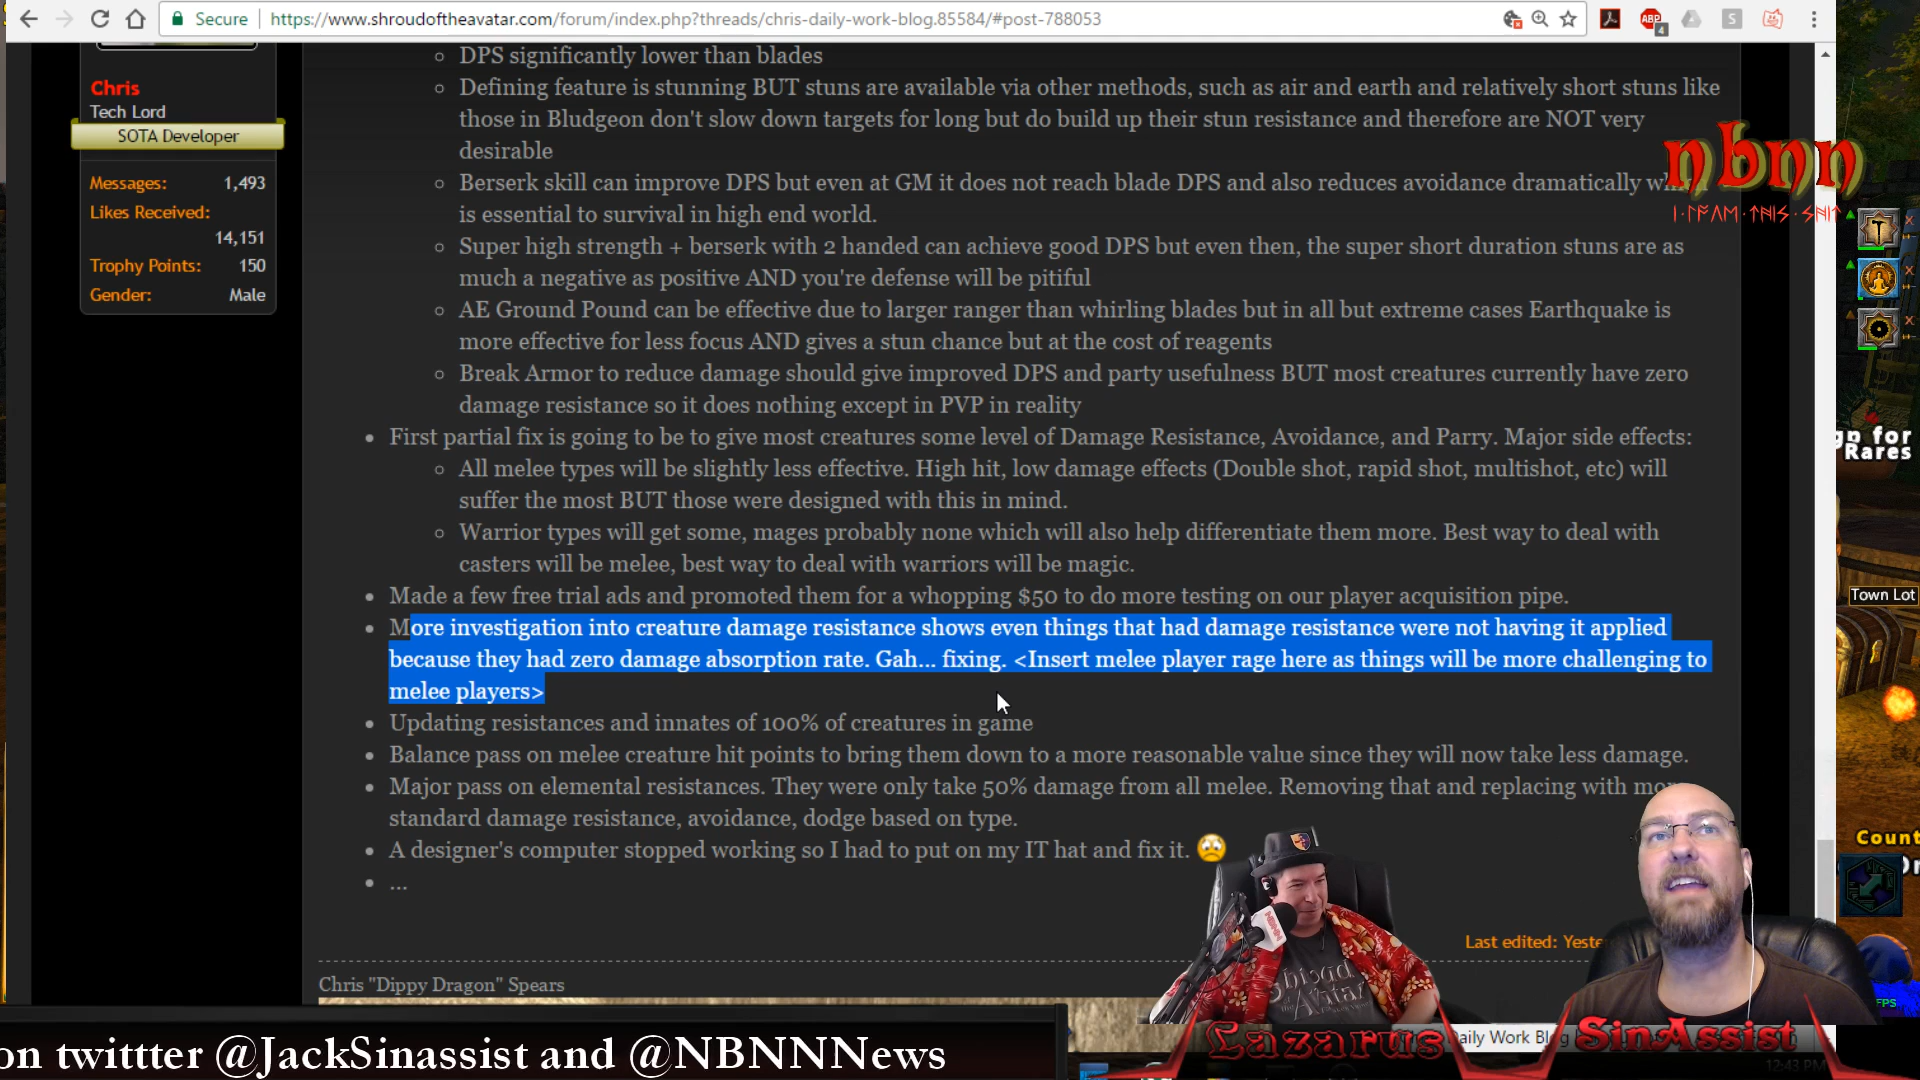 Secure https://www.shroudoftheavatar.com/forum/index.php?threads/chris-daily-work-blog.85584/#post-788053
ABP
4
S
Chris
Tech Lord
SOTA Developer
Messages: 1,493
Likes Received:
14,151
Trophy Points: 150
Gender: Male
DPS significantly lower than blades
Defining feature is stunning BUT stuns are available via other methods, such as air and earth and relatively short stuns like
those in Bludgeon don't slow down targets for long but do build up their stun resistance and therefore are NOT very
desirable
Berserk skill can improve DPS but even at GM it does not reach blade DPS and also reduces avoidance dramatically
is essential to survival in high end world.
Super high strength + berserk with 2 handed can achieve good DPS but even then, the super short duration stuns are as
much a negative as positive AND you're defense will be pitiful
AE Ground Pound can be effective due to larger ranger than whirling blades but in all but extreme cases Earthquake is
more effective for less focus AND gives a stun chance but at the cost of reagents
Break Armor to reduce damage should give improved DPS and party usefulness BUT most creatures currently have zero
damage resistance so it does nothing except in PVP in reality
First partial fix is going to be to give most creatures some level of Damage Resistance, Avoidance, and Parry. Major side effects:
All melee types will be slightly less effective. High hit, low damage effects (Double shot, rapid shot, multishot, etc) will
suffer the most BUT those were designed with this in mind.
Warrior types will get some, mages probably none which will also help differentiate them more. Best way to deal with
casters will be melee, best way to deal with warriors will be magic.
Made a few free trial ads and promoted them for a whopping $50 to do more testing on our player acquisition pipe.
More investigation into creature damage resistance shows even things that had damage resistance were not having it applied
because they had zero damage absorption rate. Gah... fixing. <Insert melee player rage here as things will be more challenging to
melee players>
Updating resistances and innates of 100% of creatures in game
Balance pass on melee creature hit points to bring them down to a more reasonable value since they will now take less damage.
Major pass on elemental resistances. They were only take 50% damage from all melee. Removing that and replacing with
standard damage resistance, avoidance, dodge based on type.
A designer's computer stopped working so I had to put on my IT hat and fix it.
...
Last edited:
Chris "Dippy Dragon" Spears
nbnn
for
Rares
Town Lot
Count
FPS
NBNN
Shroud
Avatar
Lazarus
Daily Work
SinAssist
12:43 PM
on twittter @JackSinassist and @NBNNNews